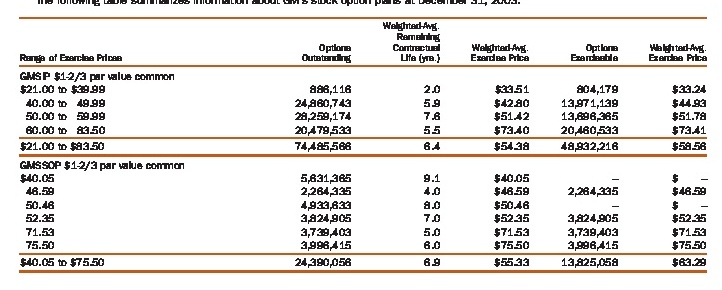 The following table summarizes information about GM's stock option plans at December 31, 2003:
Weighted-Avg.
Remaining
Options Contractual Weighted-Avg. Options Weighted-Avg.
Range of Exercise Prices Outstanding Life (yrs.) Exercise Price Exercisable Exercise Price
GMSIP $1-2/3 par value common
$21.00 to $39.99 886,116 2.0 $33.51 804,179 $33.24
40.00 to 49.99 24,860,743 5.9 $42.80 13,971,139 $44.93
50.00 to 59.99 28,259,174 7.6 $51.42 13,696,365 $51.78
60.00 to 83.50 20,479,533 5.5 $73.40 20,460,533 $73.41
$21.00 to $83.50 74,485,566 6.4 $54.38 48,932,216 $58.56
GMSSOP $1-2/3 par value common
$40.05 5,631,365 9.1 $40.05 – $ –
46.59 2,264,335 4.0 $46.59 2,264,335 $46.59
50.46 4,933,633 8.0 $50.46 – $ –
52.35 3,824,905 7.0 $52.35 3,824,905 $52.35
71.53 3,739,403 5.0 $71.53 3,739,403 $71.53
75.50 3,996,415 6.0 $75.50 3,996,415 $75.50
$40.05 to $75.50 24,390,056 6.9 $55.33 13,825,058 $63.29